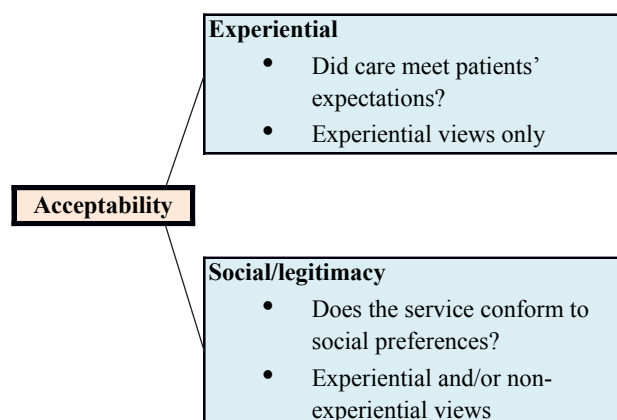 Experiential
• Did care meet patients’
expectations?
• Experiential views only
Acceptability
Social/legitimacy
• Does the service conform to
social preferences?
• Experiential and/or non-
experiential views